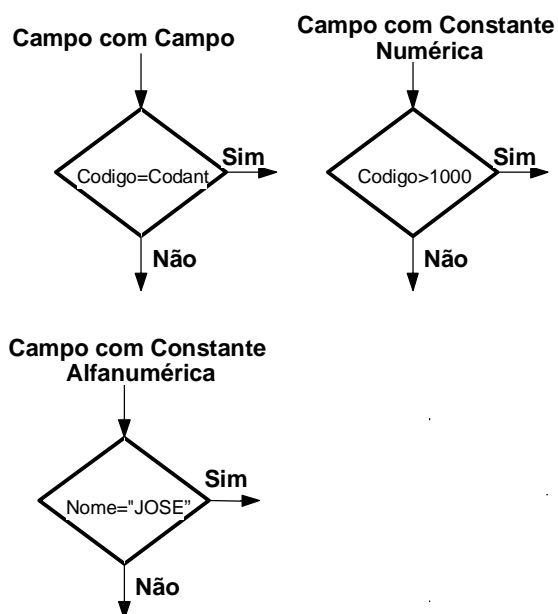 Campo com Campo
Codigo=Codant
Sim
Não
Campo com Constante
Numérica
Codigo>1000
Sim
Não
Campo com Constante
Alfanumérica
Nome="JOSE”
Sim
Não